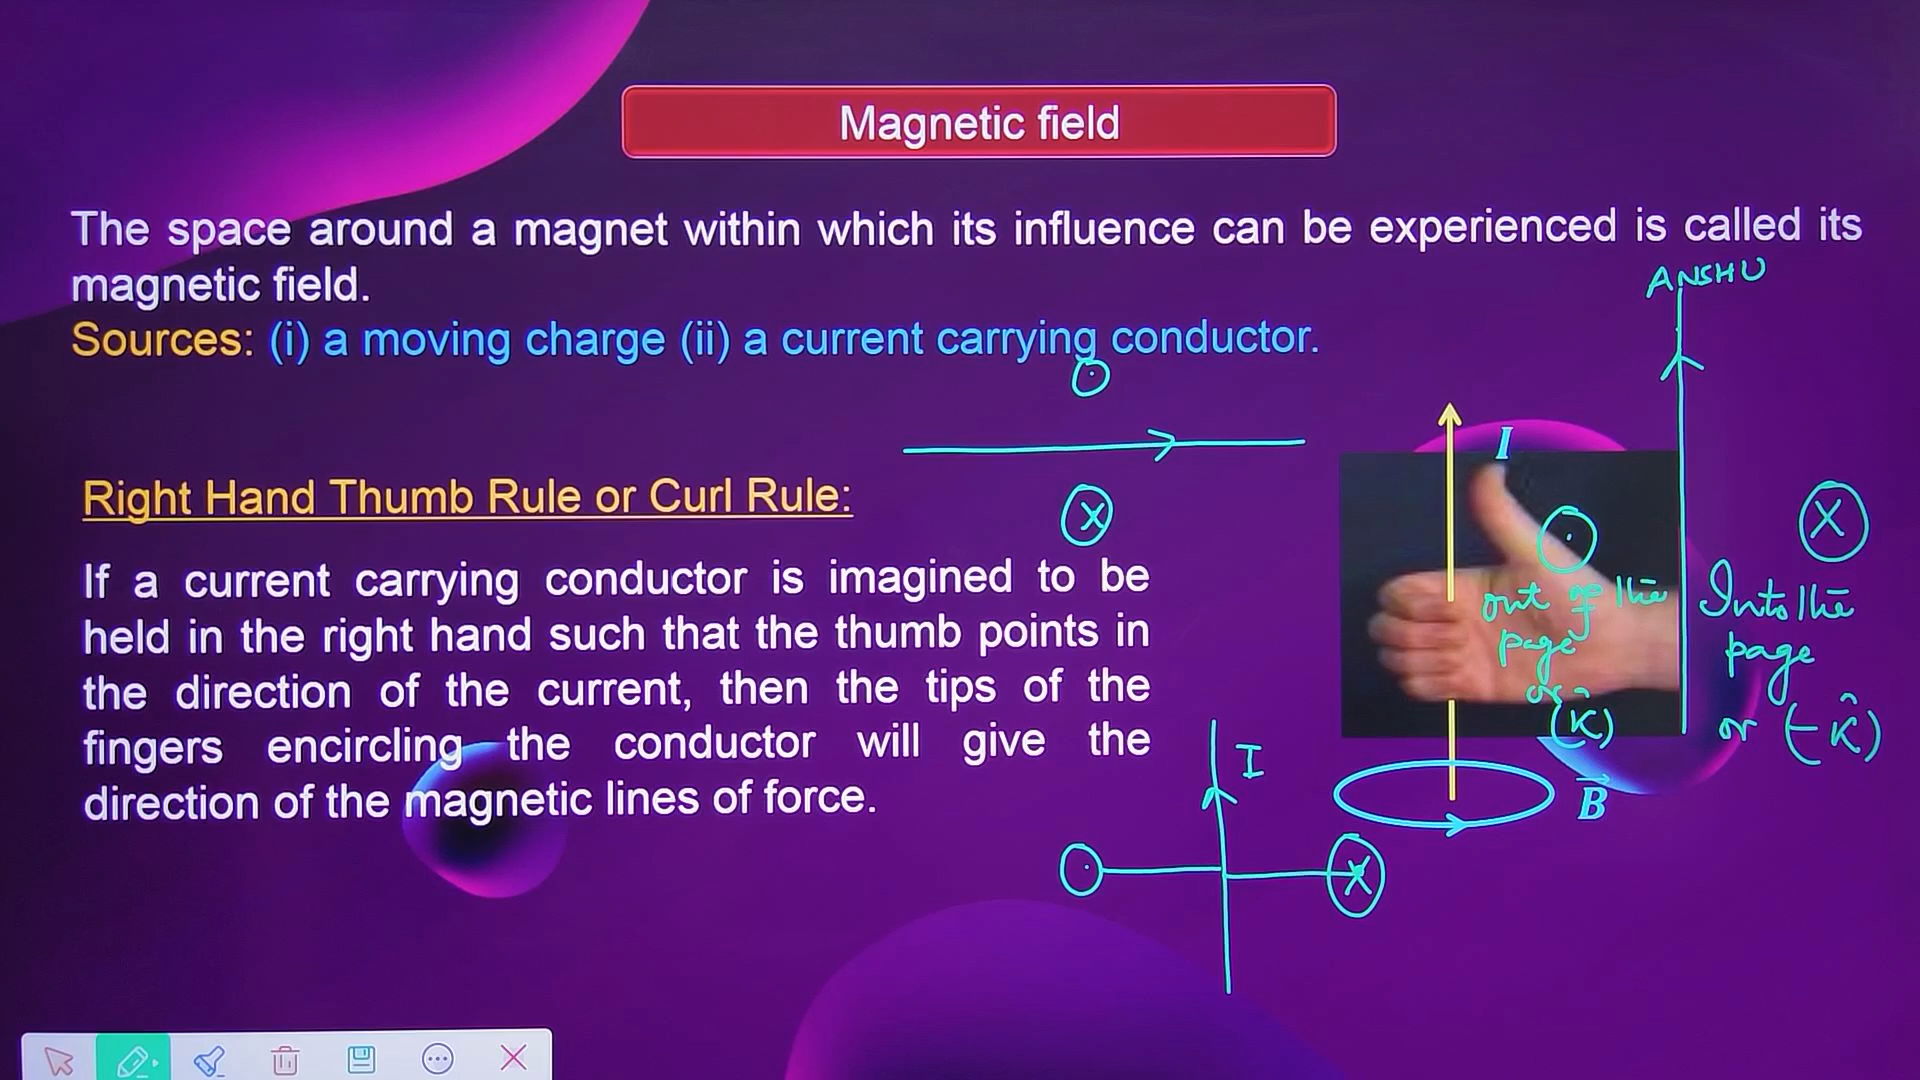 Magnetic field
The space around a magnet within which its influence can be experienced is called its
magnetic field.
ANSHU
Sources: (i) a moving charge (ii) a current carrying conductor.
I
Right Hand Thumb Rule or Curl Rule:
X
X
If a current carrying conductor is imagined to be
held in the right hand such that the thumb points in
the direction of the current, then the tips of the
fingers encircling the conductor will give the
direction of the magnetic lines of force.
out of the
page
or
(k̂)
Into the
page
or (-k̂)
I
B⃗
X